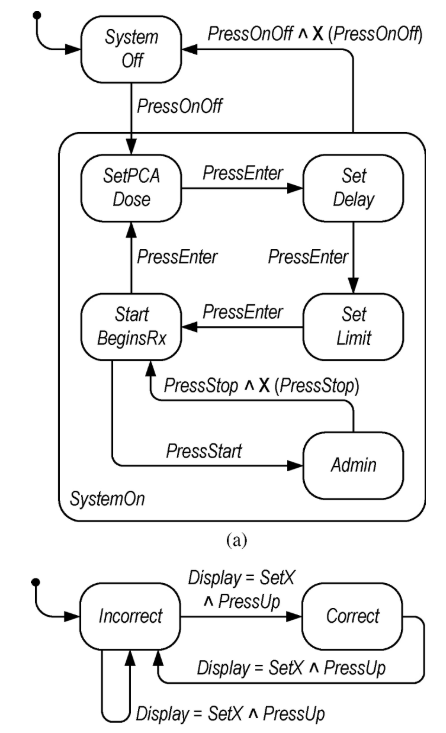 System
Off
PressOnOff ∧ X (PressOnOff)
PressOnOff
SetPCA
Dose
PressEnter
Set
Delay
PressEnter
PressEnter
Start
BeginsRx
PressEnter
Set
Limit
PressStop ∧ X (PressStop)
PressStart
Admin
SystemOn
(a)
Incorrect
Display = SetX
∧ PressUp
Correct
Display = SetX ∧ PressUp
Display = SetX ∧ PressUp